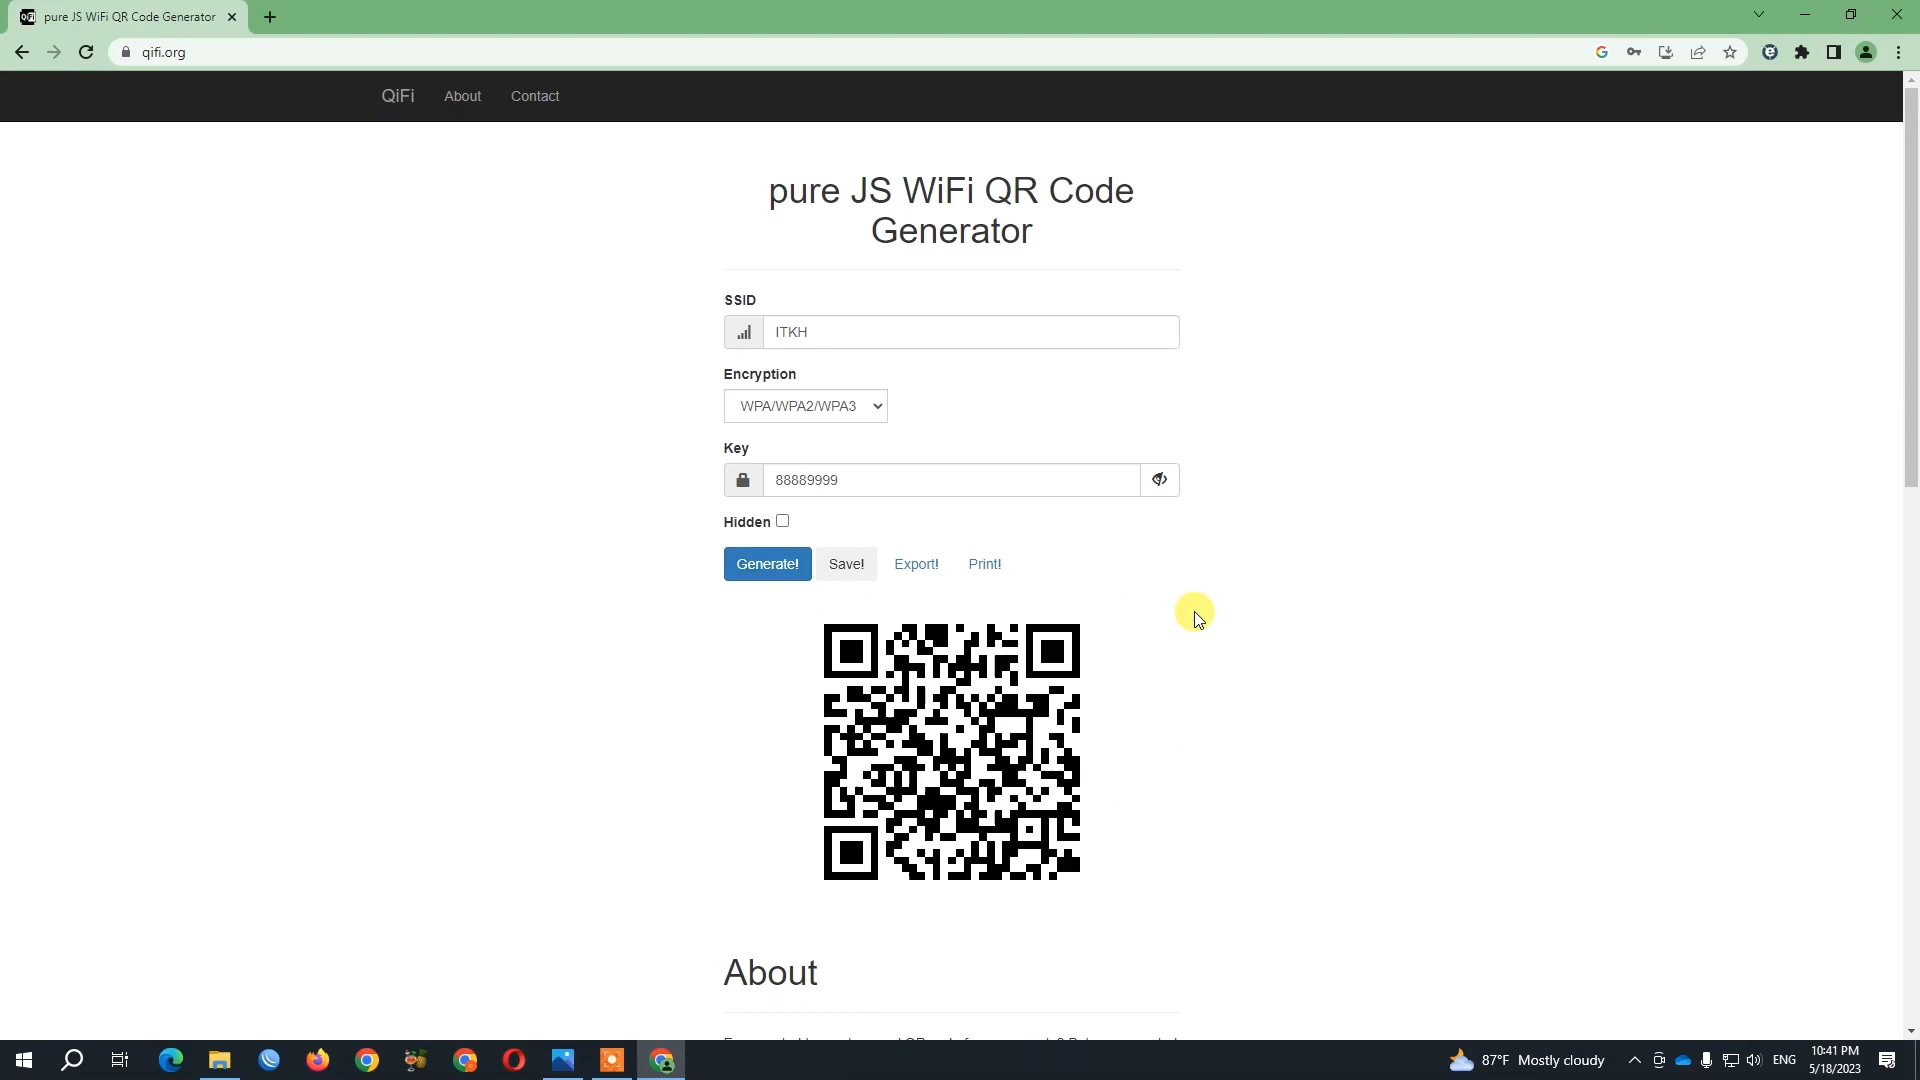 pure JS WiFi QR Code Generator
qifi.org
QiFi
About
Contact
pure JS WiFi QR Code
Generator
SSID
ITKH
Encryption
WPA/WPA2/WPA3
Key
88889999
Hidden
Generate!
Save!
Export!
Print!
About
87°F Mostly cloudy
ENG
10:41 PM
5/18/2023